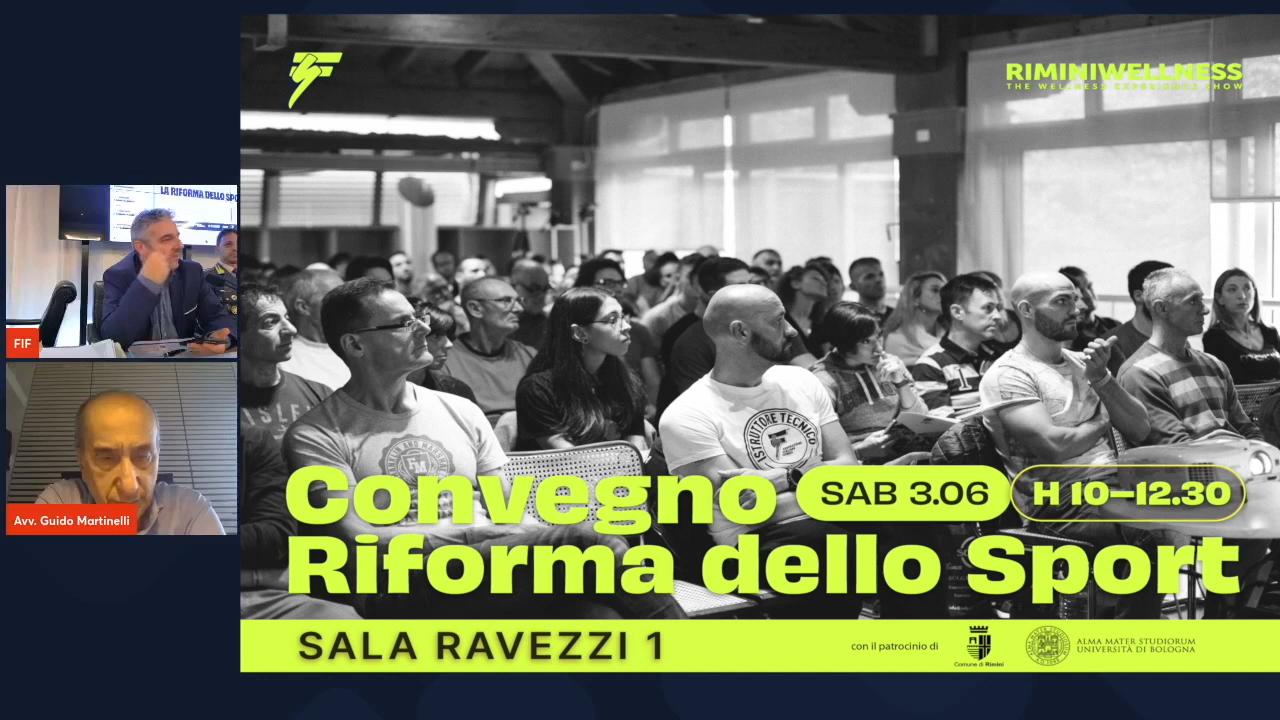 RIMINIWELLNESS
THE WELLNESS EXPERIENCE SHOW
LA RIFORMA DELLO SPO
FIF
Avv. Guido Martinelli
ISTRUTTORE TECNICO
Convegno
SAB 3.06
H 10–12.30
Riforma dello Sport
SALA RAVEZZI 1
con il patrocinio di
Comune di Rimini
ALMA MATER STUDIORUM
UNIVERSITÀ DI BOLOGNA